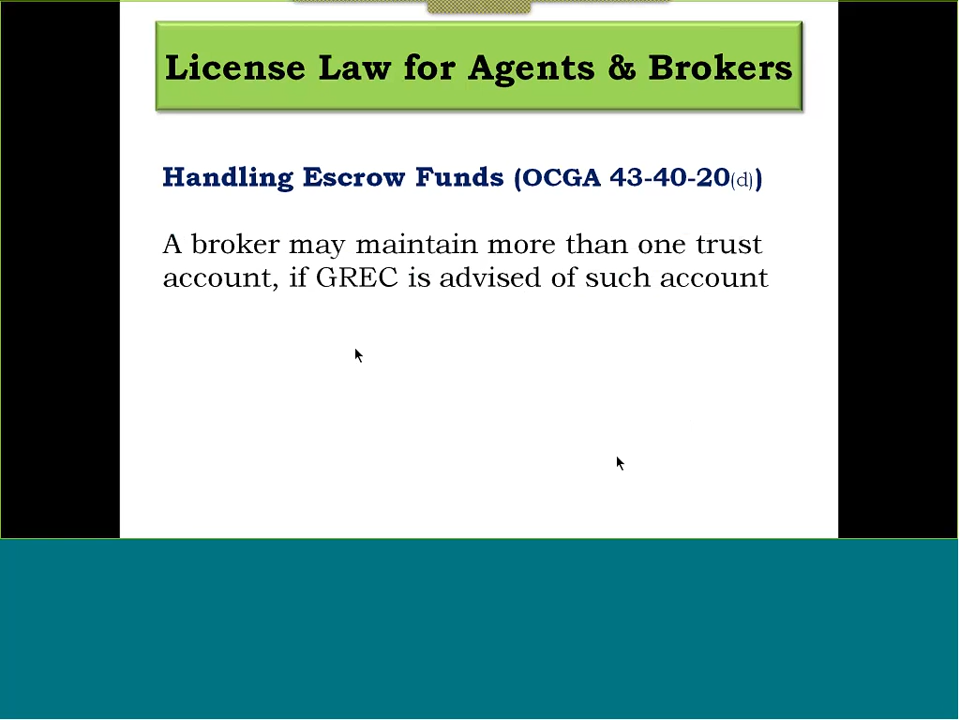 License Law for Agents & Brokers
Handling Escrow Funds (OCGA 43-40-20(d))
A broker may maintain more than one trust
account, if GREC is advised of such account